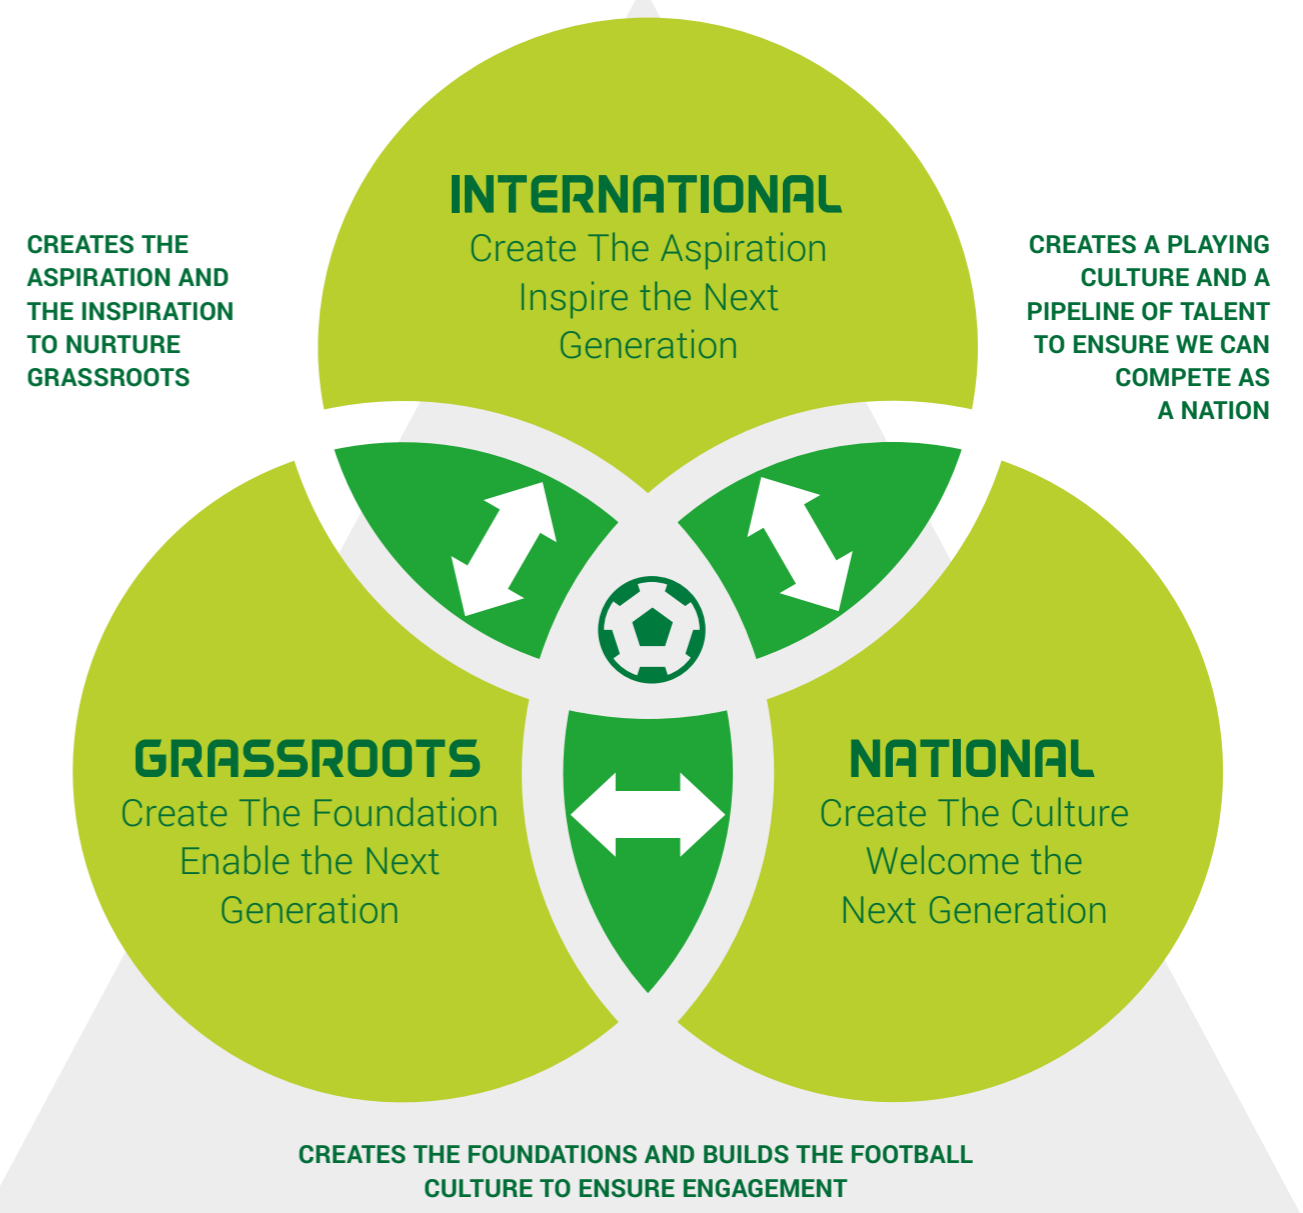 INTERNATIONAL
Create The Aspiration
Inspire the Next
Generation
CREATES THE
ASPIRATION AND
THE INSPIRATION
TO NURTURE
GRASSROOTS
CREATES A PLAYING
CULTURE AND A
PIPELINE OF TALENT
TO ENSURE WE CAN
COMPETE AS
A NATION
GRASSROOTS
Create The Foundation
Enable the Next
Generation
NATIONAL
Create The Culture
Welcome the
Next Generation
CREATES THE FOUNDATIONS AND BUILDS THE FOOTBALL
CULTURE TO ENSURE ENGAGEMENT